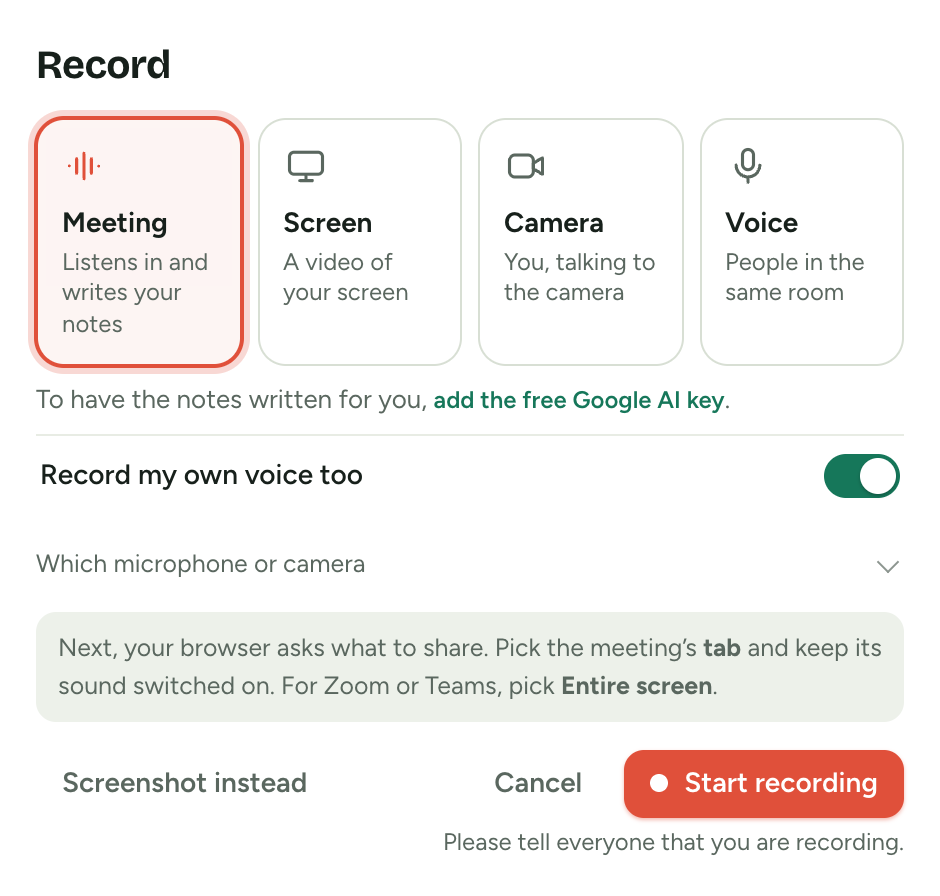 Record
Meeting
Listens in and
writes your
notes
Screen
A video of
your screen
Camera
You, talking to
the camera
Voice
People in the
same room
To have the notes written for you, add the free Google AI key.
Record my own voice too
Which microphone or camera
Next, your browser asks what to share. Pick the meeting’s tab and keep its
sound switched on. For Zoom or Teams, pick Entire screen.
Screenshot instead
Cancel
Start recording
Please tell everyone that you are recording.